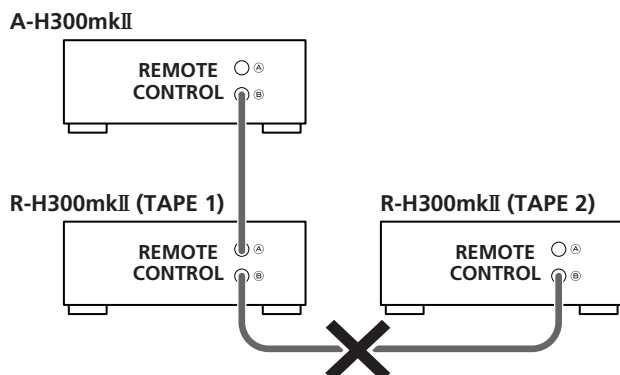 A-H300mkⅡ
REMOTE Ⓐ
CONTROL Ⓑ
R-H300mkⅡ (TAPE 1)
REMOTE Ⓐ
CONTROL Ⓑ
R-H300mkⅡ (TAPE 2)
REMOTE Ⓐ
CONTROL Ⓑ